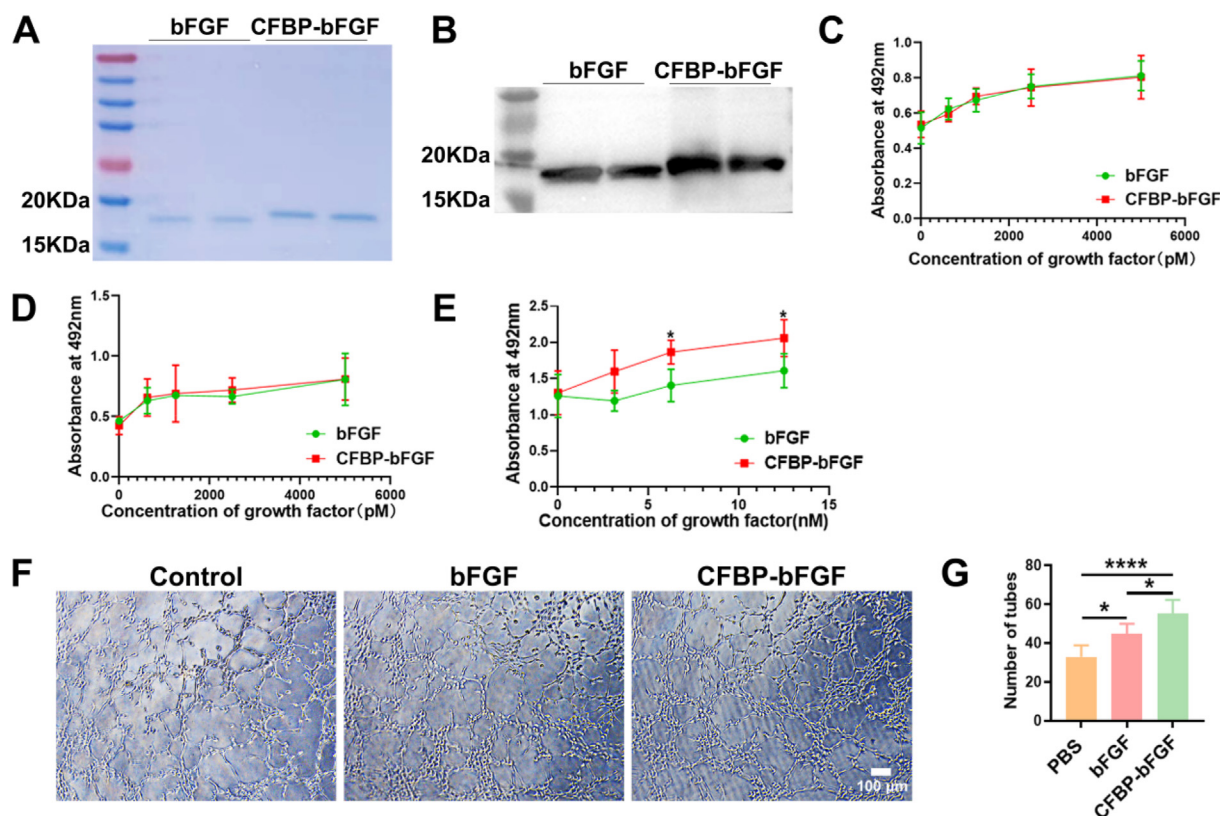 A
bFGF CFBP-bFGF
20KDa
15KDa
B
bFGF CFBP-bFGF
20KDa
15KDa
C
Absorbance at 492nm
1.0
0.8
0.6
0.4
0.2
0.0
0 2000 4000 6000
Concentration of growth factor(pM)
bFGF
CFBP-bFGF
D
Absorbance at 492nm
1.5
1.0
0.5
0.0
0 2000 4000 6000
Concentration of growth factor(pM)
bFGF
CFBP-bFGF
E
Absorbance at 492nm
2.5
2.0
1.5
1.0
0.5
0.0
* *
0 5 10 15
Concentration of growth factor(nM)
bFGF
CFBP-bFGF
F
Control bFGF CFBP-bFGF
100 μm
G
Number of tubes
80
60
40
20
0
****
*
*
PBS
bFGF
CFBP-bFGF